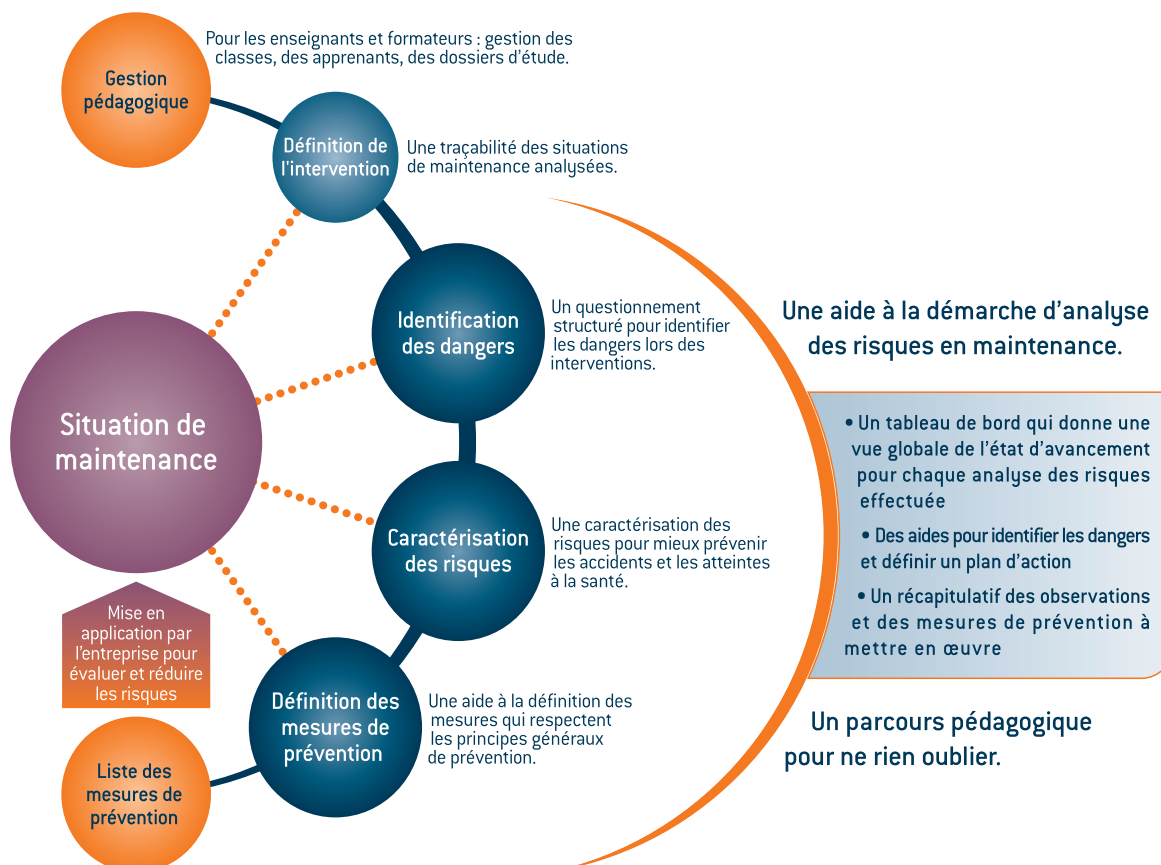 Gestion
pédagogique
Pour les enseignants et formateurs : gestion des
classes, des apprenants, des dossiers d’étude.
Définition de
l'intervention
Une traçabilité des situations
de maintenance analysées.
Identification
des dangers
Un questionnement
structuré pour identifier
les dangers lors des
interventions.
Situation de
maintenance
Caractérisation
des risques
Une caractérisation des
risques pour mieux prévenir
les accidents et les atteintes
à la santé.
Mise en
application par
l’entreprise pour
évaluer et réduire
les risques
Définition des
mesures de
prévention
Une aide à la définition des
mesures qui respectent
les principes généraux
de prévention.
Liste des
mesures de
prévention
Une aide à la démarche d’analyse
des risques en maintenance.
• Un tableau de bord qui donne une
vue globale de l’état d’avancement
pour chaque analyse des risques
effectuée
• Des aides pour identifier les dangers
et définir un plan d’action
• Un récapitulatif des observations
et des mesures de prévention à
mettre en œuvre
Un parcours pédagogique
pour ne rien oublier.